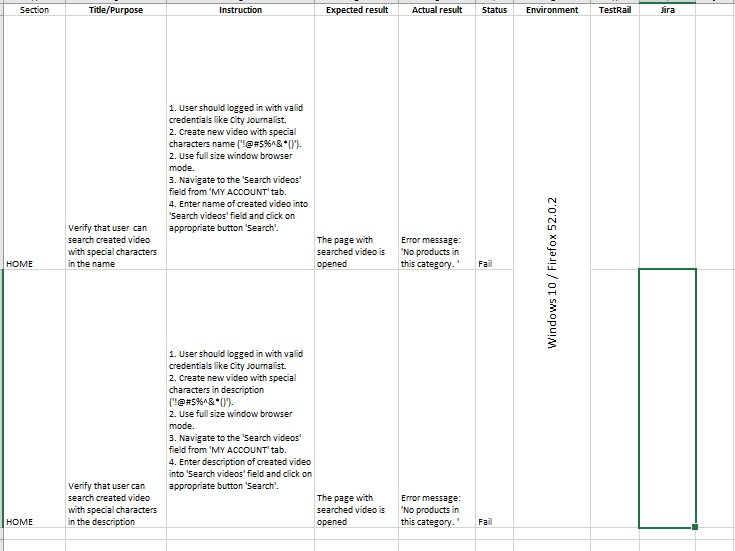 Section Title/Purpose Instruction Expected result Actual result Status Environment TestRail Jira
HOME
Verify that user can
search created video
with special characters
in the name
1. User should logged in with valid
credentials like City Journalist.
2. Create new video with special
characters name ('!@#$%^&*()').
2. Use full size window browser
mode.
3. Navigate to the 'Search videos'
field from 'MY ACCOUNT' tab.
4. Enter name of created video into
'Search videos' field and click on
appropriate button 'Search'.
The page with
searched video is
opened
Error message:
'No products in
this category. '
Fail
Windows 10 / Firefox 52.0.2
HOME
Verify that user can
search created video
with special characters
in the description
1. User should logged in with valid
credentials like City Journalist.
2. Create new video with special
characters in description
('!@#$%^&*()').
2. Use full size window browser
mode.
3. Navigate to the 'Search videos'
field from 'MY ACCOUNT' tab.
4. Enter description of created video
into 'Search videos' field and click on
appropriate button 'Search'.
The page with
searched video is
opened
Error message:
'No products in
this category. '
Fail